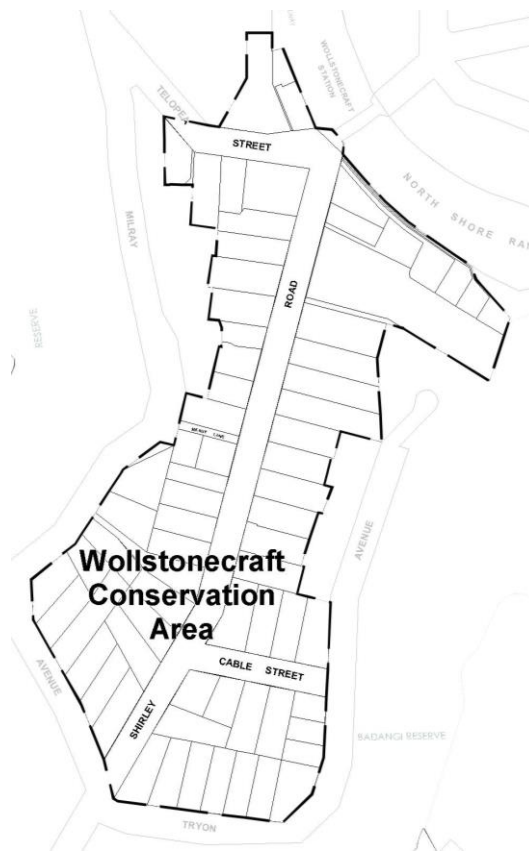 WOLLSTONECRAFT
STATION
TELOPEA
STREET
MILRAY
NORTH SHORE RAI
ROAD
RESERVE
AVENUE
Wollstonecraft
Conservation
Area
CABLE STREET
AVENUE
SHIRLEY
BADANGI RESERVE
TRYON